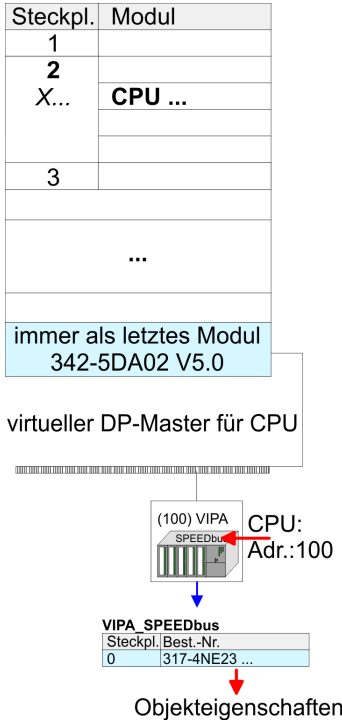 Steckpl. Modul
1
2
X... CPU ...
3
...
immer als letztes Modul
342-5DA02 V5.0
virtueller DP-Master für CPU
(100) VIPA
SPEEDbus
CPU:
Adr.:100
VIPA_SPEEDbus
Steckpl. Best.-Nr.
0 317-4NE23 ...
Objekteigenschaften